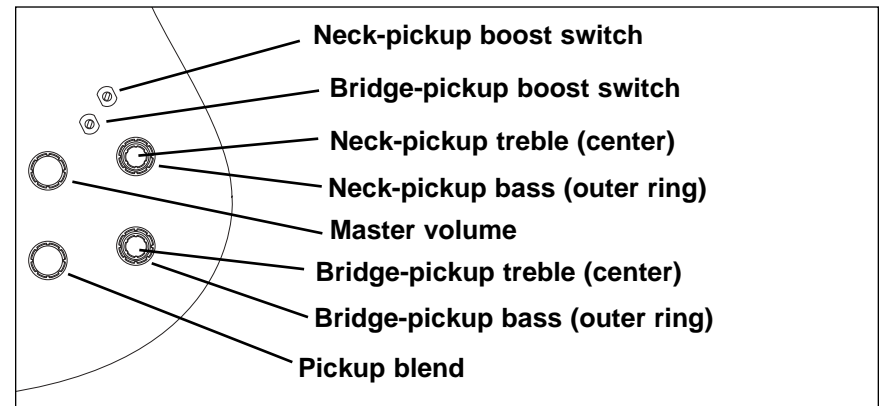 Neck-pickup boost switch
Bridge-pickup boost switch
Neck-pickup treble (center)
Neck-pickup bass (outer ring)
Master volume
Bridge-pickup treble (center)
Bridge-pickup bass (outer ring)
Pickup blend